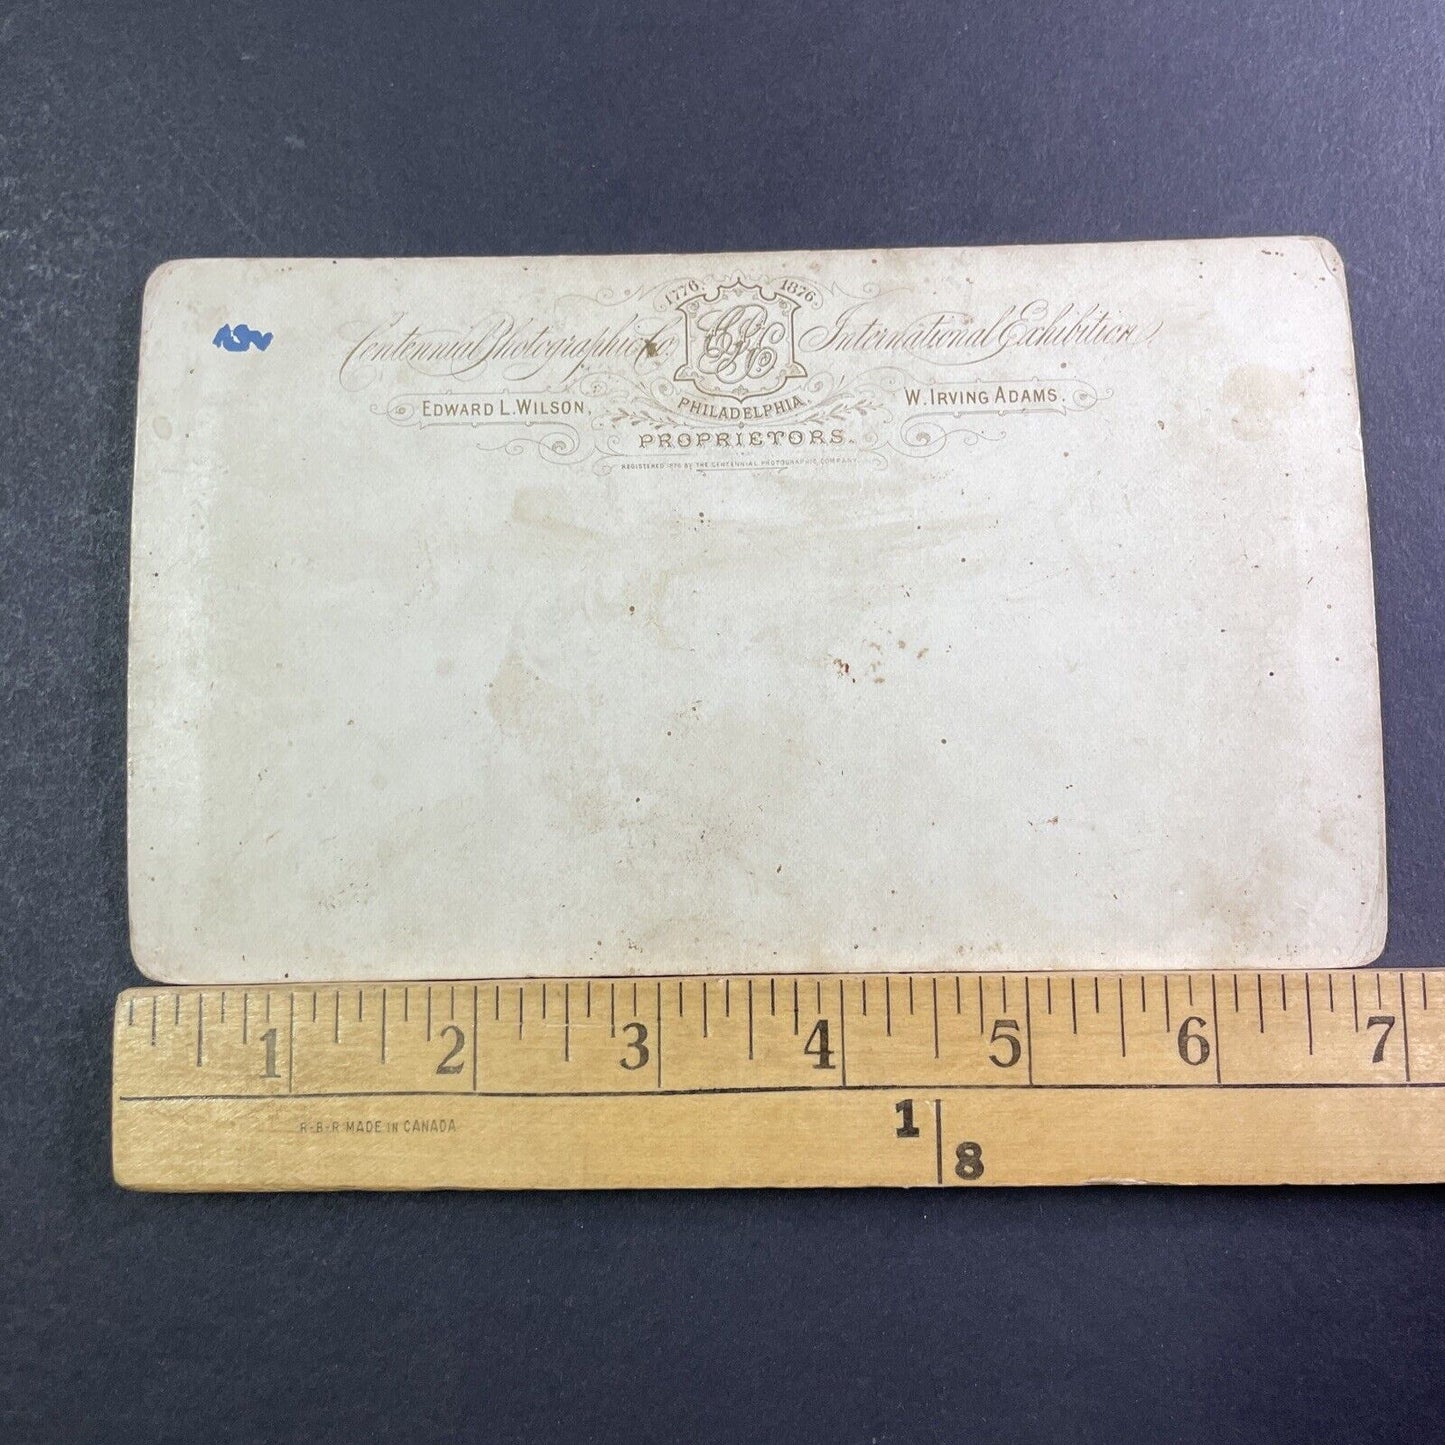 1776. 1876.
Centennial Photographic Co. International Exhibition,
EDWARD L. WILSON, PHILADELPHIA. W. IRVING ADAMS.
PROPRIETORS.
REGISTERED 1876 BY THE CENTENNIAL PHOTOGRAPHIC COMPANY
1 2 3 4 5 6 7
R-B-R MADE IN CANADA
1
8